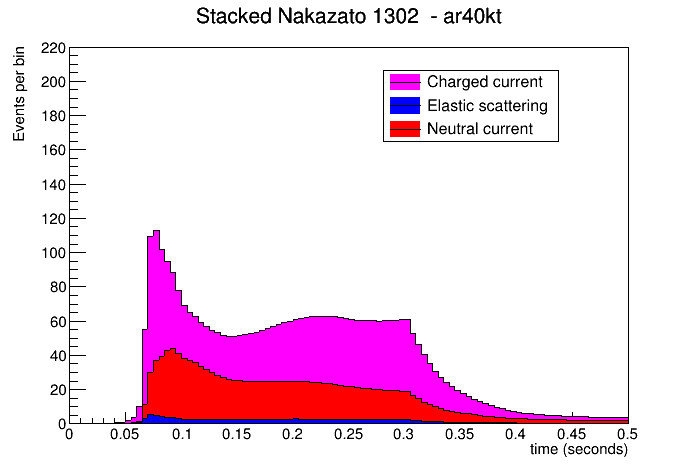 Stacked Nakazato 1302 - ar40kt
Events per bin
220
200
180
160
140
120
100
80
60
40
20
0
Charged current
Elastic scattering
Neutral current
0 0.05 0.1 0.15 0.2 0.25 0.3 0.35 0.4 0.45 0.5
time (seconds)